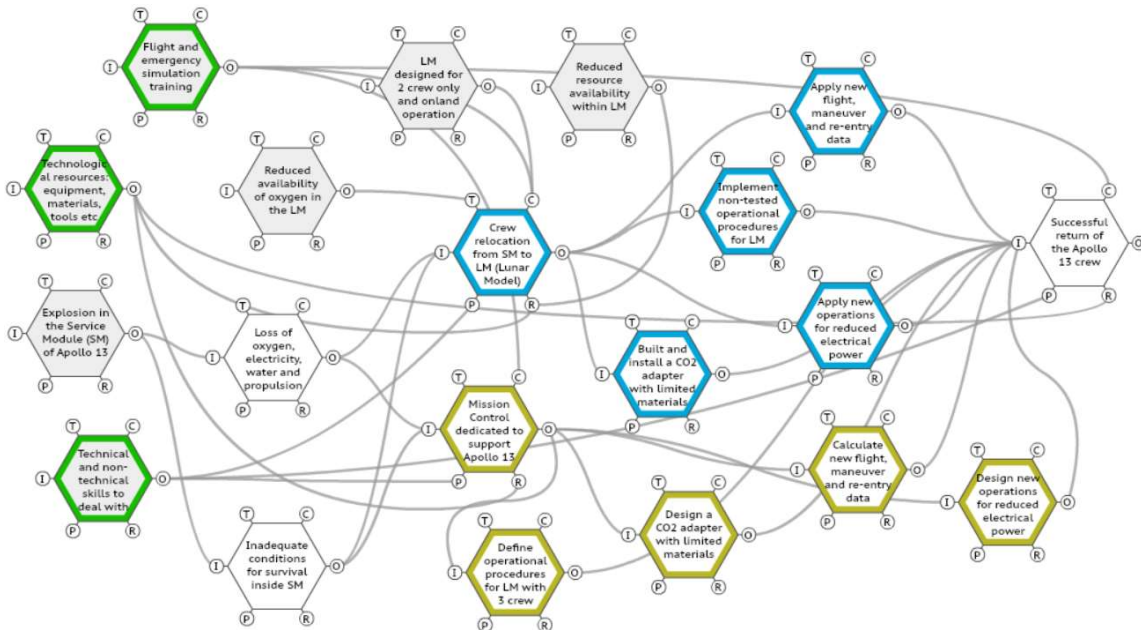 T C
Flight and
I emergency O
simulation
training
P R
T C
LM
designed for
I 2 crew only O
and onland
operation
P R
T C
Reduced
I resource O
availability
within LM
P R
T C
Apply new
flight,
I maneuver O
and re-entry
data
P R
T C
Technologic
al resources:
I equipment, O
materials,
tools etc
P R
T C
Reduced
I availability O
of oxygen in
the LM
P R
T C
Crew
I relocation O
from SM to
LM (Lunar
Model)
P R
T C
Implement
non-tested
I operational O
procedures
for LM
P R
T C
Successful
I return of O
the Apollo
13 crew
P R
T C
Explosion in
I the Service O
Module (SM)
of Apollo 13
P R
T C
Loss of
oxygen,
I electricity, O
water and
propulsion
P R
T C
Built and
I install a CO2 O
adapter
with limited
materials
P R
T C
Apply new
operations
I for reduced O
electrical
power
P R
T C
Technical
and non-
I technical O
skills to
deal with
P R
T C
Mission
Control
I dedicated to O
support
Apollo 13
P R
T C
Calculate
new flight,
I maneuver O
and re-entry
data
P R
T C
Design new
operations
I for reduced O
electrical
power
P R
T C
Inadequate
I conditions O
for survival
inside SM
P R
T C
Define
operational
I procedures O
for LM with
3 crew
P R
T C
Design a
I CO2 adapter O
with limited
materials
P R